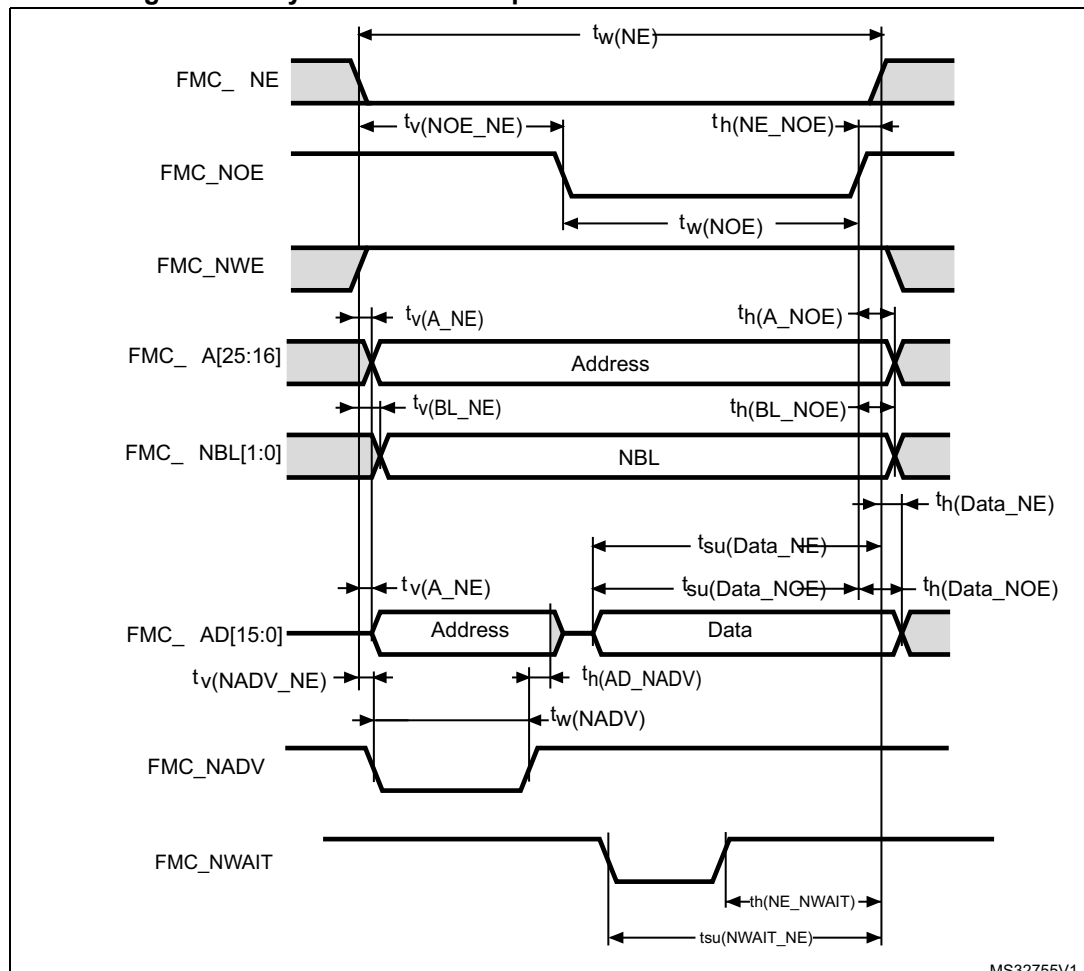 tw(NE)
FMC_ NE
tv(NOE_NE) th(NE_NOE)
FMC_NOE
tw(NOE)
FMC_NWE
tv(A_NE) th(A_NOE)
FMC_ A[25:16] Address
tv(BL_NE) th(BL_NOE)
FMC_ NBL[1:0] NBL
th(Data_NE)
tsu(Data_NE)
tv(A_NE) tsu(Data_NOE) th(Data_NOE)
FMC_ AD[15:0] Address Data
tv(NADV_NE) th(AD_NADV)
tw(NADV)
FMC_NADV
FMC_NWAIT
th(NE_NWAIT)
tsu(NWAIT_NE)
MS32755V1